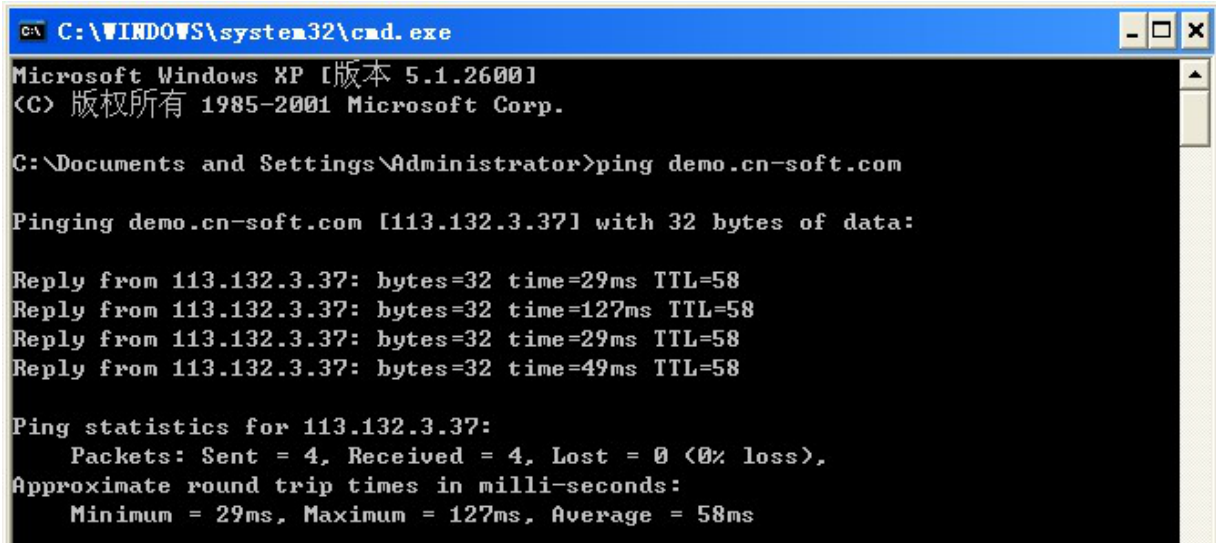 C:\WINDOWS\system32\cmd.exe
Microsoft Windows XP [版本 5.1.2600]
(C) 版权所有 1985-2001 Microsoft Corp.
C:\Documents and Settings\Administrator>ping demo.cn-soft.com
Pinging demo.cn-soft.com [113.132.3.37] with 32 bytes of data:
Reply from 113.132.3.37: bytes=32 time=29ms TTL=58
Reply from 113.132.3.37: bytes=32 time=127ms TTL=58
Reply from 113.132.3.37: bytes=32 time=29ms TTL=58
Reply from 113.132.3.37: bytes=32 time=49ms TTL=58
Ping statistics for 113.132.3.37:
    Packets: Sent = 4, Received = 4, Lost = 0 (0% loss),
Approximate round trip times in milli-seconds:
    Minimum = 29ms, Maximum = 127ms, Average = 58ms